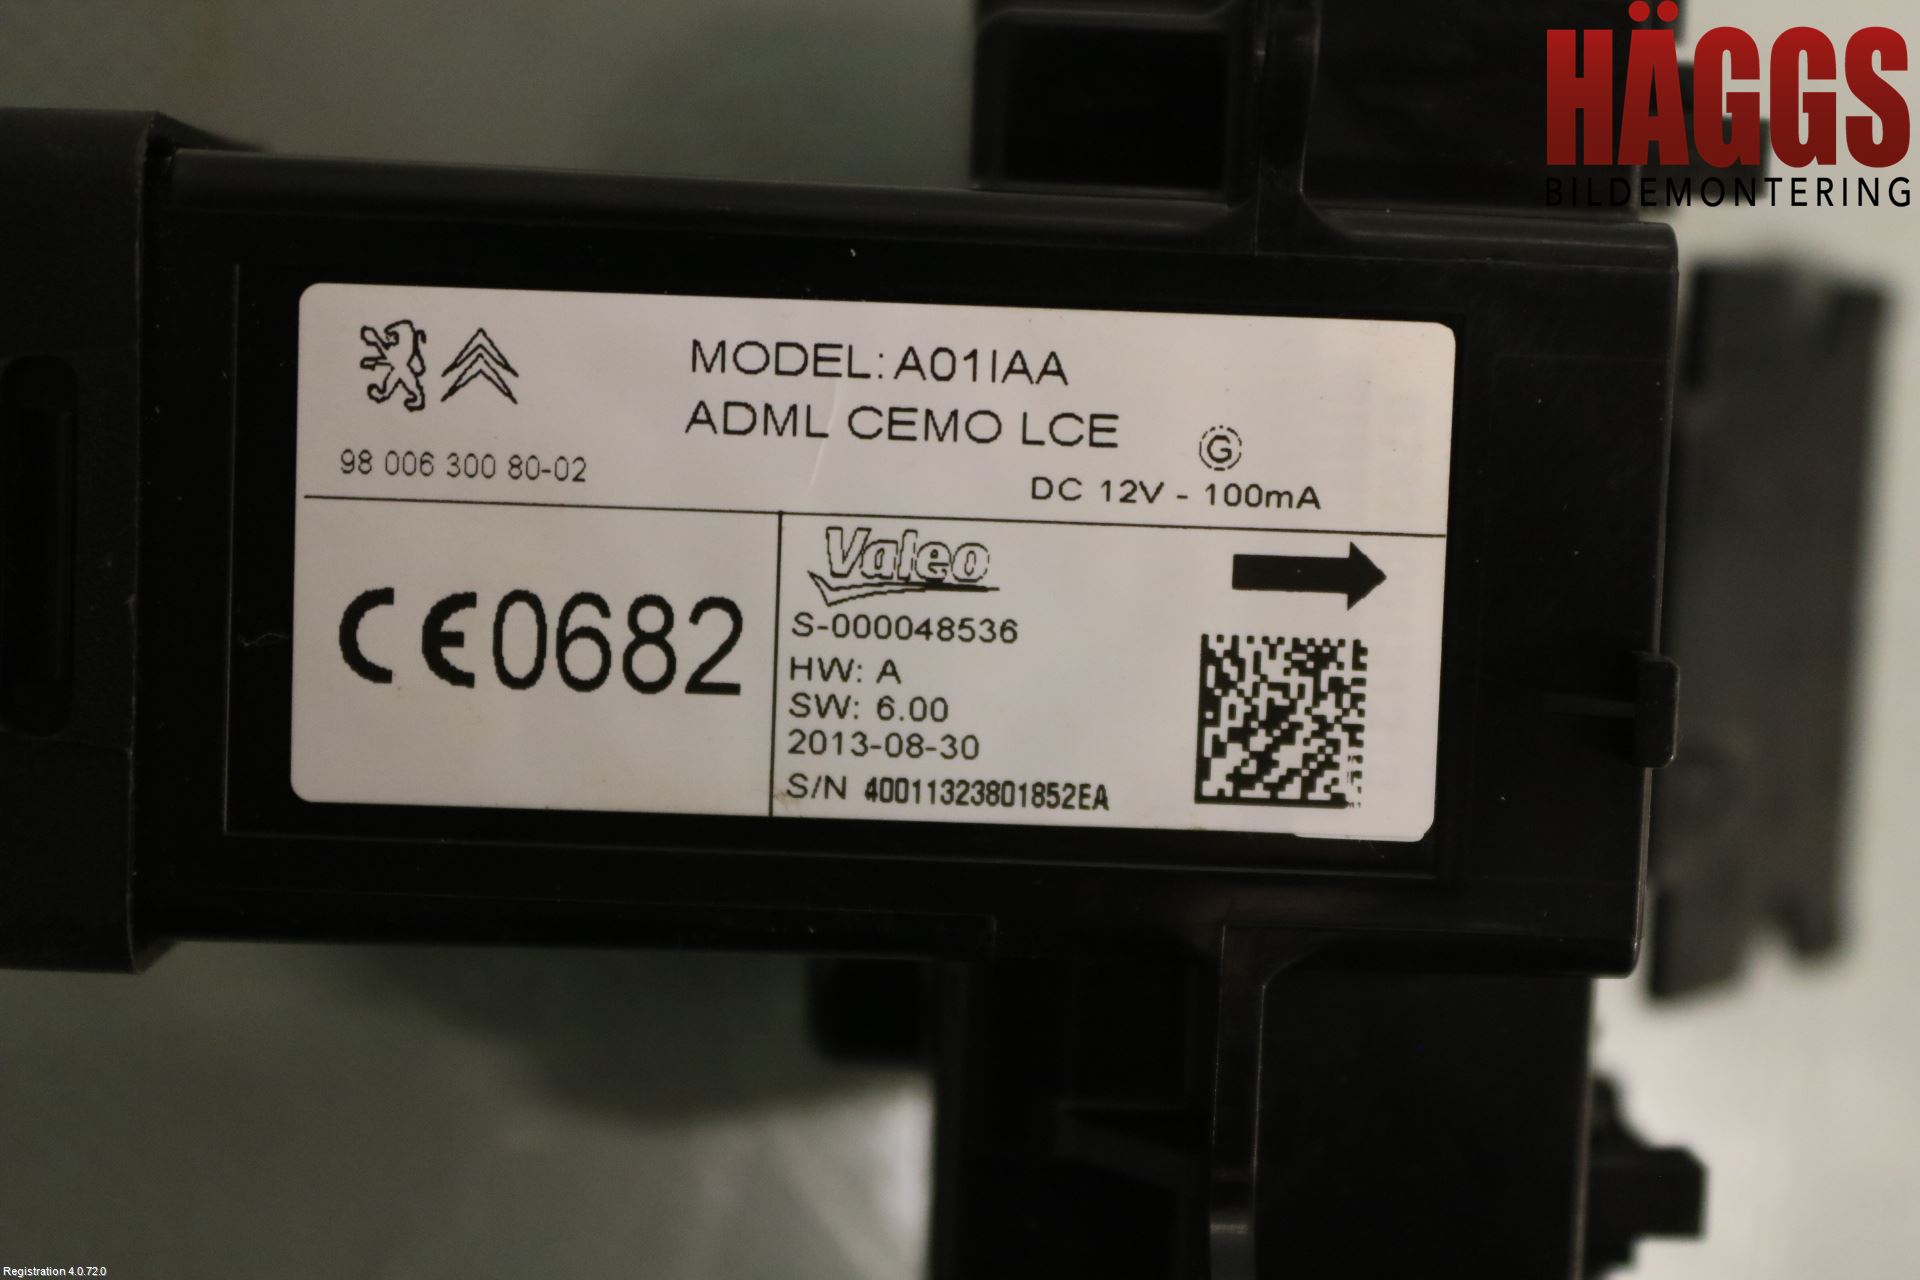 HÄGGS
BILDEMONTERING
MODEL: A01IAA
ADML CEMO LCE
G
98 006 300 80-02
DC 12V - 100mA
CE0682
Valeo
S-000048536
HW: A
SW: 6.00
2013-08-30
S/N 40011323801852EA
Registration 4.0.72.0